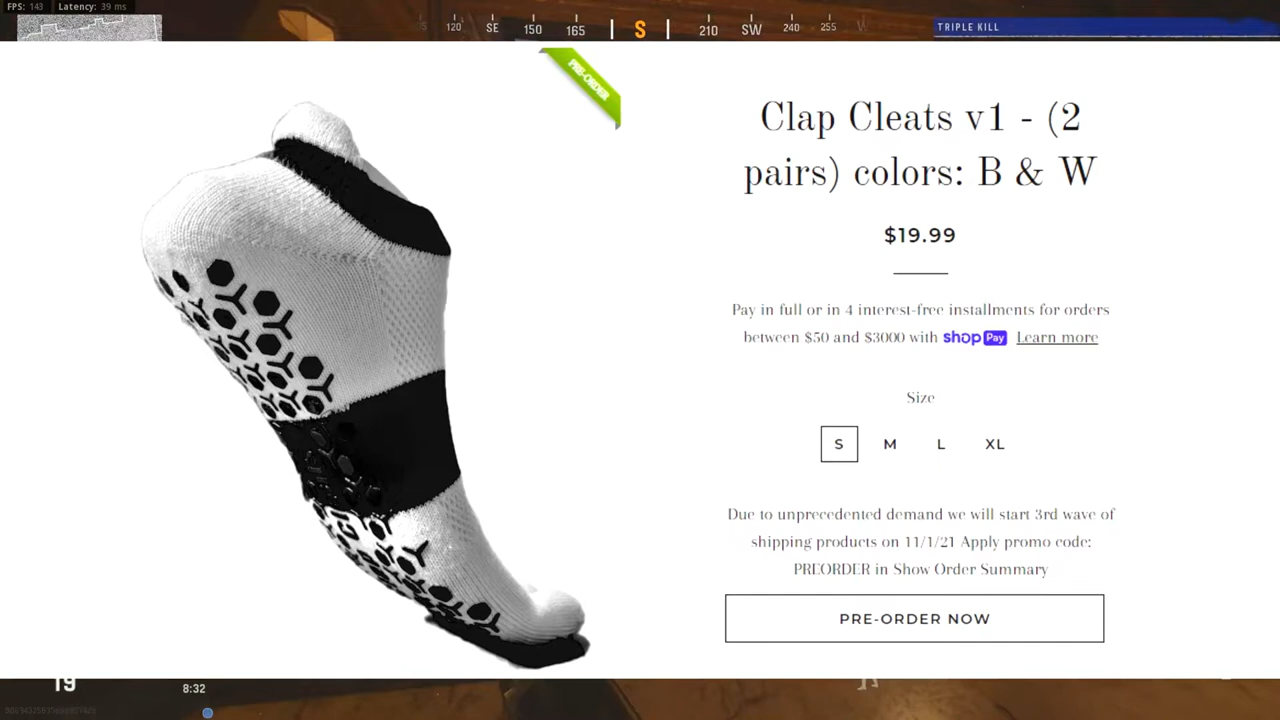 FPS: 143 Latency: 39 ms
120 SE 150 165 S 210 SW 240 255 W
TRIPLE KILL
PRE-ORDER
Clap Cleats v1 - (2
pairs) colors: B & W
$19.99
Pay in full or in 4 interest-free installments for orders
between $50 and $3000 with shop Pay Learn more
Size
S M L XL
Due to unprecedented demand we will start 3rd wave of
shipping products on 11/1/21 Apply promo code:
PREORDER in Show Order Summary
PRE-ORDER NOW
19
8:32